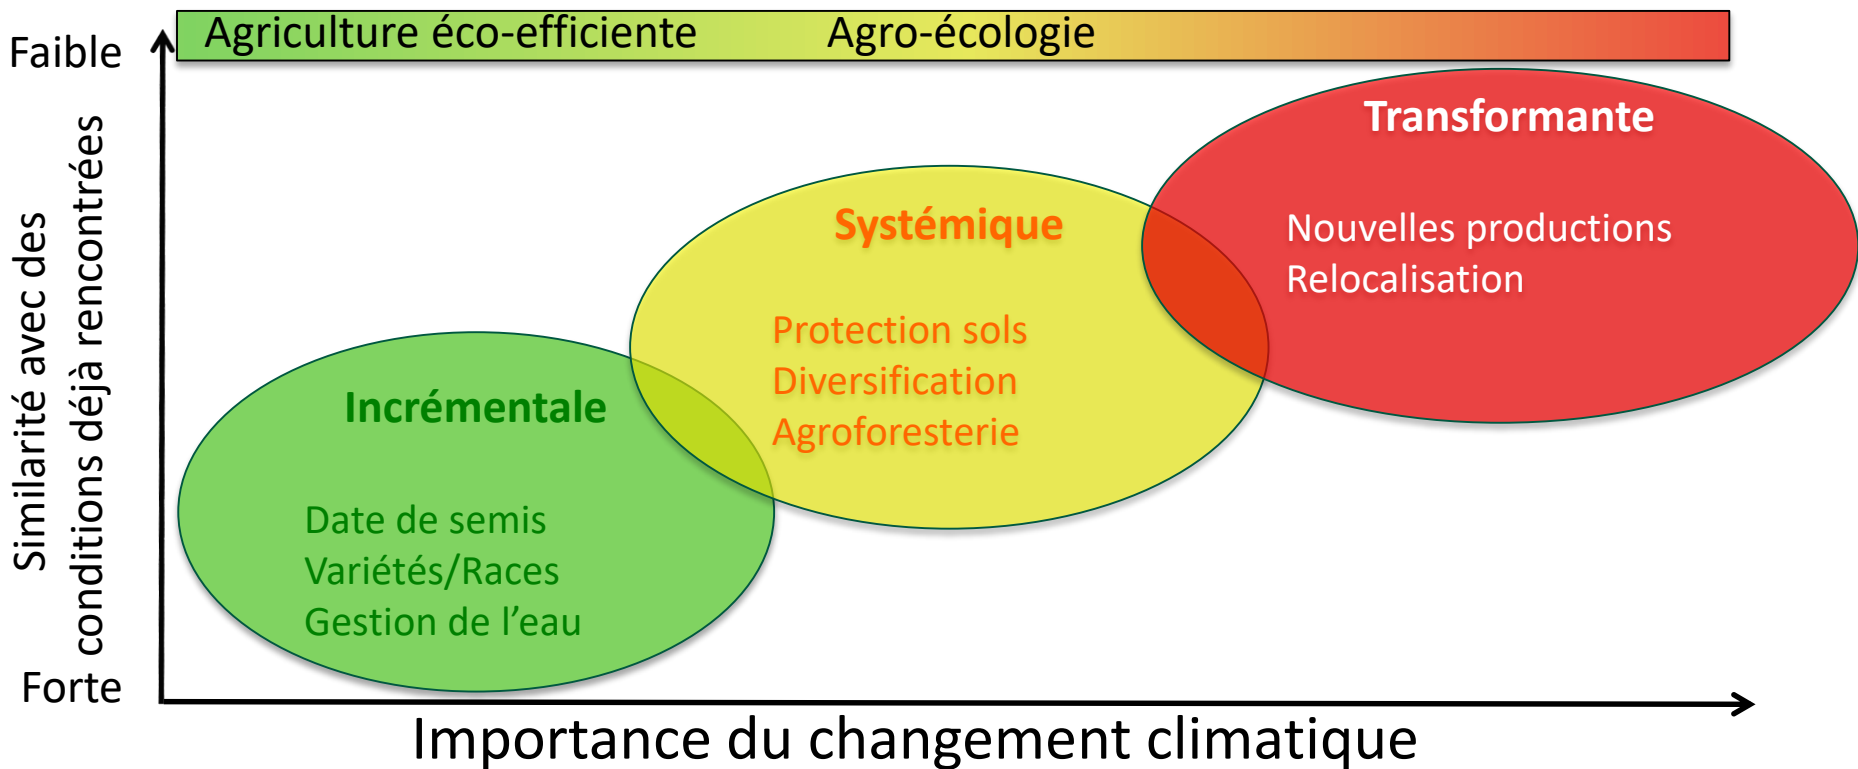 Agriculture éco-efficiente
Agro-écologie
Faible
Similarité avec des
conditions déjà rencontrées
Forte
Transformante
Nouvelles productions
Relocalisation
Systémique
Protection sols
Diversification
Agroforesterie
Incrémentale
Date de semis
Variétés/Races
Gestion de l’eau
Importance du changement climatique